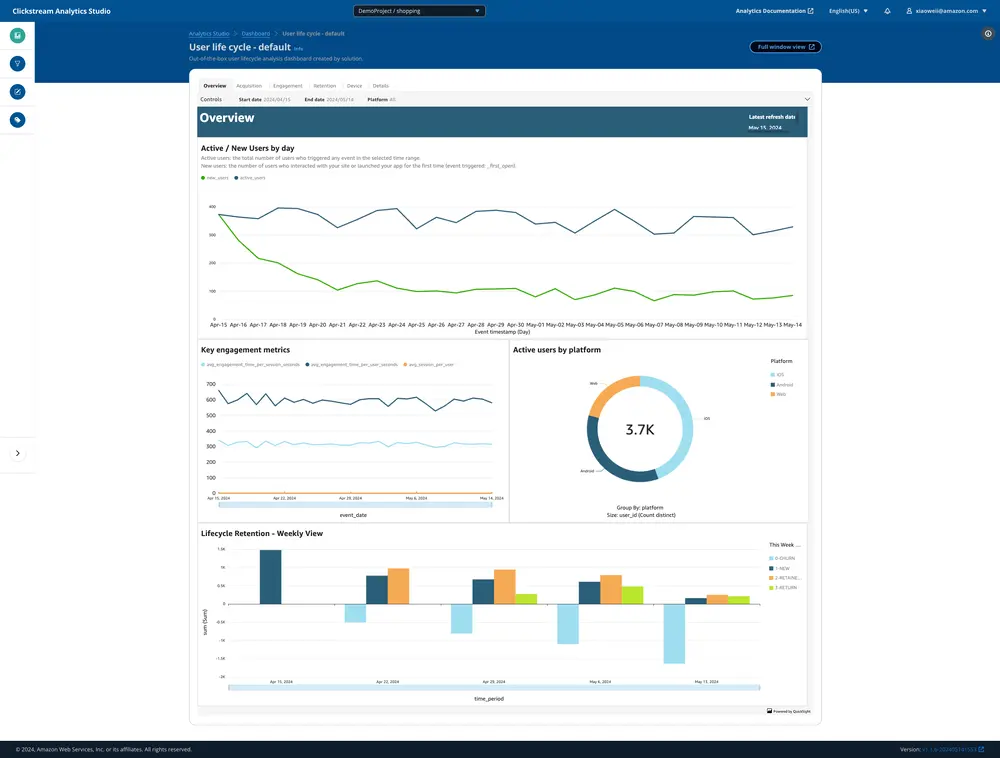 Clickstream Analytics Studio
DemoProject / shopping
Analytics Documentation
English(US)
xiaoweii@amazon.com
Analytics Studio > Dashboard > User life cycle - default
User life cycle - default Info
Out-of-the-box user lifecycle analysis dashboard created by solution.
Full window view
Overview Acquisition Engagement Retention Device Details
Controls Start date 2024/04/15 End date 2024/05/14 Platform All
Overview
Latest refresh date
May 15, 2024
Active / New Users by day
Active users: the total number of users who triggered any event in the selected time range.
New users: the number of users who interacted with your site or launched your app for the first time (event triggered: _first_open).
new_users active_users
400
300
200
100
0
Apr-15 Apr-16 Apr-17 Apr-18 Apr-19 Apr-20 Apr-21 Apr-22 Apr-23 Apr-24 Apr-25 Apr-26 Apr-27 Apr-28 Apr-29 Apr-30 May-01 May-02 May-03 May-04 May-05 May-06 May-07 May-08 May-09 May-10 May-11 May-12 May-13 May-14
Event timestamp (Day)
Key engagement metrics
avg_engagement_time_per_session_seconds avg_engagement_time_per_user_seconds avg_session_per_user
700
600
500
400
300
200
100
0
Apr 15, 2024 Apr 22, 2024 Apr 29, 2024 May 6, 2024 May 14, 2024
event_date
Active users by platform
Platform
iOS
Android
Web
Web
iOS
3.7K
Android
Group By: platform
Size: user_id (Count distinct)
Lifecycle Retention - Weekly View
This Week ...
0-CHURN
1-NEW
2-RETAINE...
3-RETURN
1.5K
1K
0.5K
0
-0.5K
-1K
-1.5K
-2K
sum (Sum)
Apr 15, 2024 Apr 22, 2024 Apr 29, 2024 May 6, 2024 May 13, 2024
time_period
Powered by QuickSight
© 2024, Amazon Web Services, Inc. or its affiliates. All rights reserved.
Version: